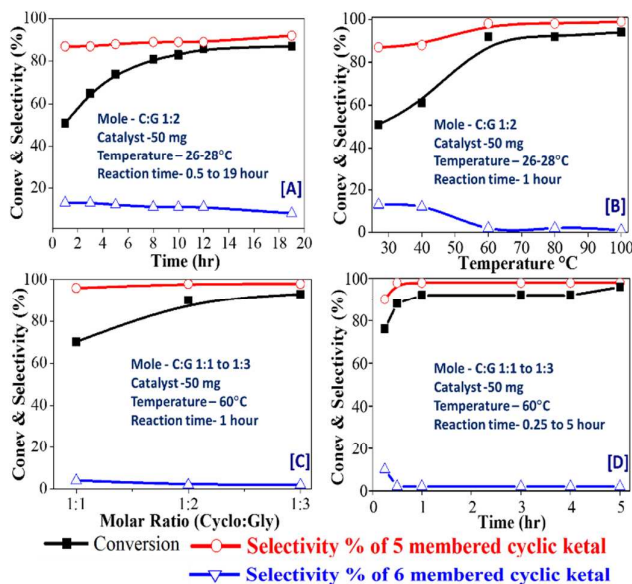 Conev & Selectivity (%)
100
80
60
40
20
Mole - C:G 1:2
Catalyst -50 mg
Temperature – 26-28°C
Reaction time- 0.5 to 19 hour
[A]
0 2 4 6 8 10 12 14 16 18 20
Time (hr)
Conev & Selectivity (%)
100
80
60
40
20
Mole - C:G 1:2
Catalyst -50 mg
Temperature – 26-28°C
Reaction time- 1 hour
[B]
30 40 50 60 70 80 90 100
Temperature °C
Conev & Selectivity (%)
100
80
60
40
20
0
Mole - C:G 1:1 to 1:3
Catalyst -50 mg
Temperature – 60°C
Reaction time- 1 hour
[C]
1:1 1:2 1:3
Molar Ratio (Cyclo:Gly)
Conev & Selectivity (%)
100
80
60
40
20
0
Mole - C:G 1:1 to 1:3
Catalyst -50 mg
Temperature – 60°C
Reaction time- 0.25 to 5 hour
[D]
0 1 2 3 4 5
Time (hr)
Conversion
Selectivity % of 5 membered cyclic ketal
Selectivity % of 6 membered cyclic ketal